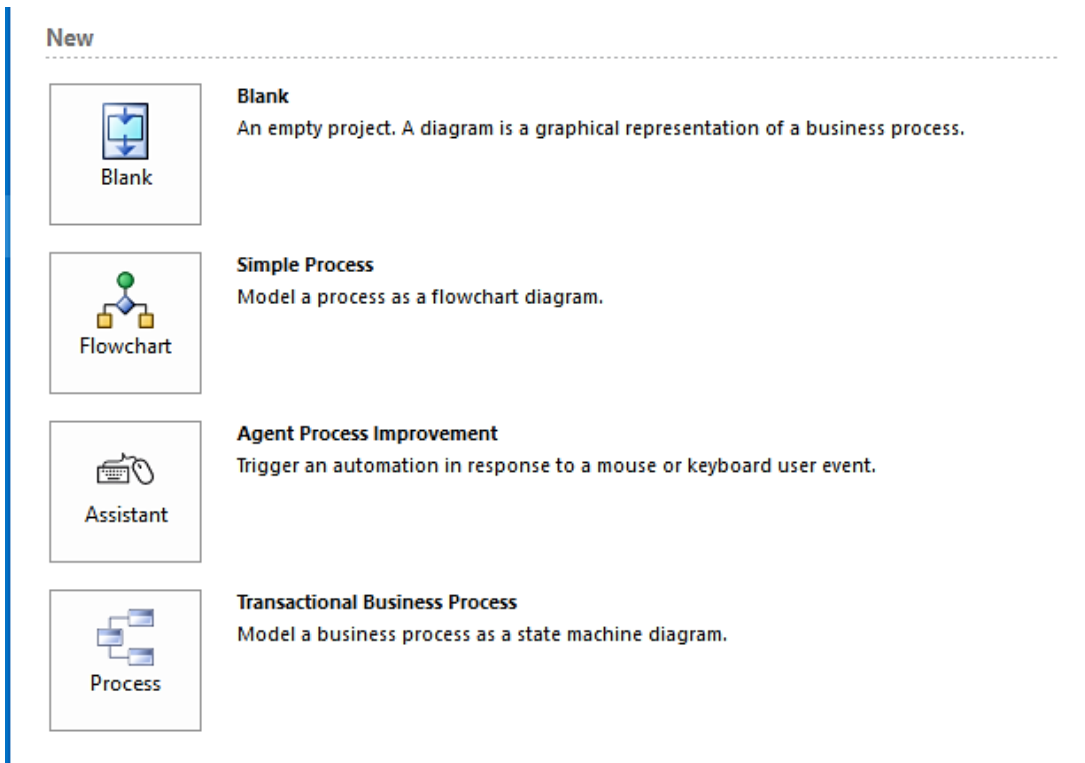 New
Blank
An empty project. A diagram is a graphical representation of a business process.
Blank
Simple Process
Model a process as a flowchart diagram.
Flowchart
Agent Process Improvement
Trigger an automation in response to a mouse or keyboard user event.
Assistant
Transactional Business Process
Model a business process as a state machine diagram.
Process